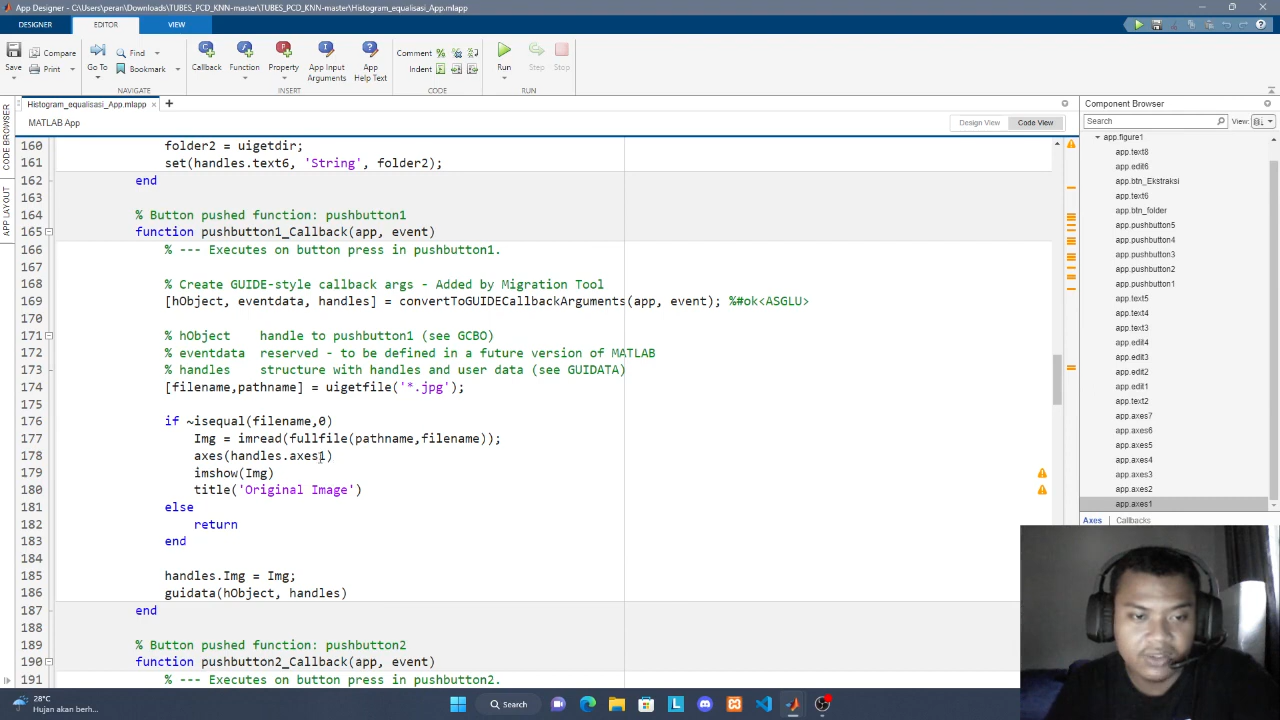 App Designer - C:\Users\peran\Downloads\TUBES_PCD_KNN-master\TUBES_PCD_KNN-master\Histogram_equalisasi_App.mlapp
DESIGNER EDITOR VIEW
Save
Compare
Print
Go To
Find
Bookmark
NAVIGATE
Callback
Function
Property
App Input Arguments
App Help Text
INSERT
Comment
Indent
CODE
Run
Step
Stop
RUN
CODE BROWSER
APP LAYOUT
Histogram_equalisasi_App.mlapp
MATLAB App
Design View Code View
160 folder2 = uigetdir;
161 set(handles.text6, 'String', folder2);
162 end
163
164 % Button pushed function: pushbutton1
165 function pushbutton1_Callback(app, event)
166 % --- Executes on button press in pushbutton1.
167
168 % Create GUIDE-style callback args - Added by Migration Tool
169 [hObject, eventdata, handles] = convertToGUIDECallbackArguments(app, event); %#ok<ASGLU>
170
171 % hObject    handle to pushbutton1 (see GCBO)
172 % eventdata  reserved - to be defined in a future version of MATLAB
173 % handles    structure with handles and user data (see GUIDATA)
174 [filename,pathname] = uigetfile('*.jpg');
175
176 if ~isequal(filename,0)
177 Img = imread(fullfile(pathname,filename));
178 axes(handles.axes1)
179 imshow(Img)
180 title('Original Image')
181 else
182 return
183 end
184
185 handles.Img = Img;
186 guidata(hObject, handles)
187 end
188
189 % Button pushed function: pushbutton2
190 function pushbutton2_Callback(app, event)
191 % --- Executes on button press in pushbutton2.
Component Browser
Search
View:
app.figure1
app.text8
app.edit6
app.btn_Ekstraksi
app.text6
app.btn_folder
app.pushbutton5
app.pushbutton4
app.pushbutton3
app.pushbutton2
app.pushbutton1
app.text5
app.text4
app.text3
app.edit4
app.edit3
app.edit2
app.edit1
app.text2
app.axes7
app.axes6
app.axes5
app.axes4
app.axes3
app.axes2
app.axes1
Axes Callbacks
28°C
Hujan akan berh...
Search